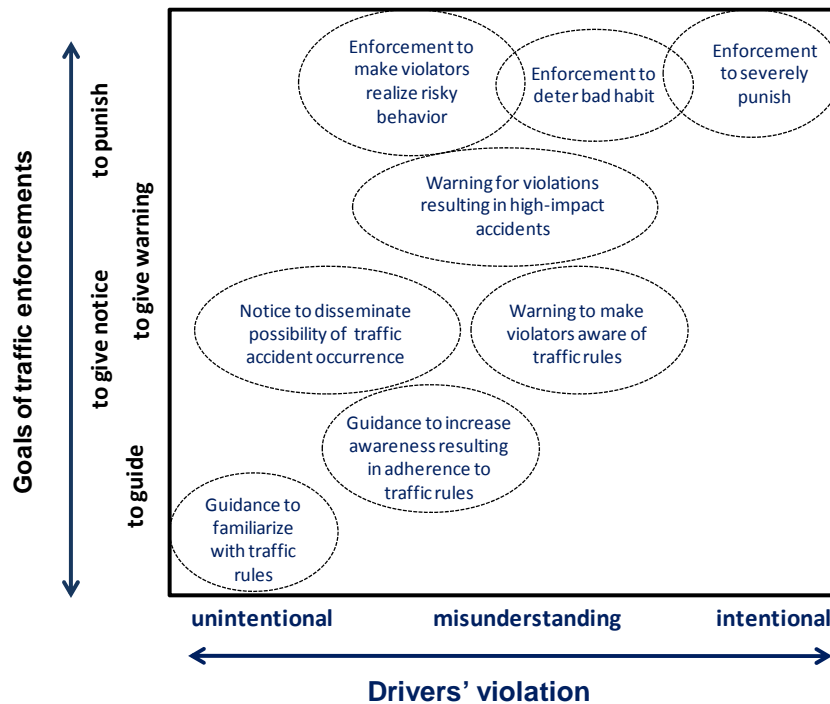 Goals of traffic enforcements
to punish
to give warning
to give notice
to guide
Enforcement to
make violators
realize risky
behavior
Enforcement to
deter bad habit
Enforcement
to severely
punish
Warning for violations
resulting in high-impact
accidents
Notice to disseminate
possibility of traffic
accident occurrence
Warning to make
violators aware of
traffic rules
Guidance to increase
awareness resulting
in adherence to
traffic rules
Guidance to
familiarize
with traffic
rules
unintentional
misunderstanding
intentional
Drivers’ violation